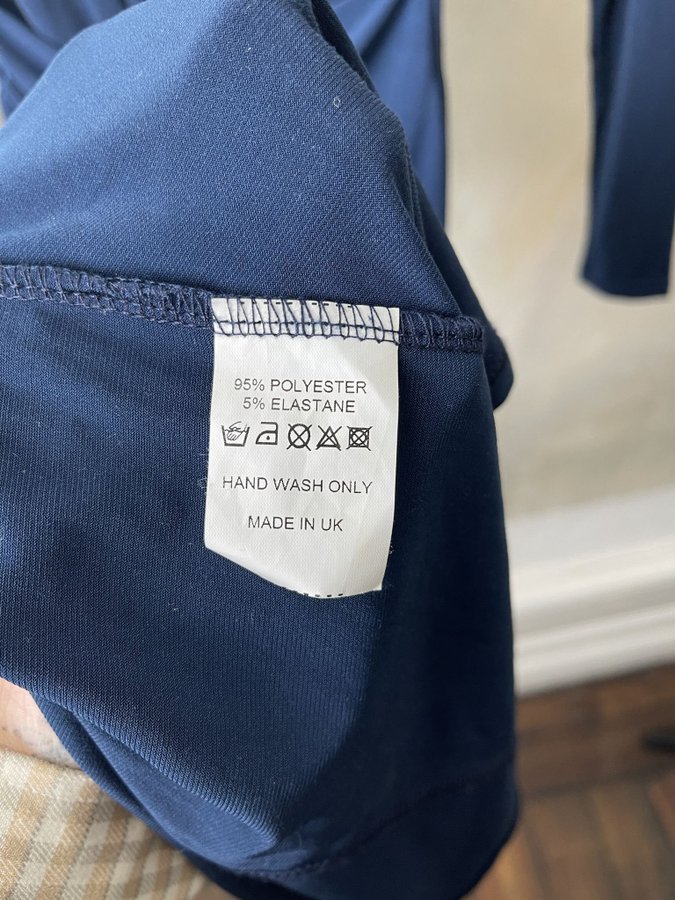 95% POLYESTER
5% ELASTANE
HAND WASH ONLY
MADE IN UK